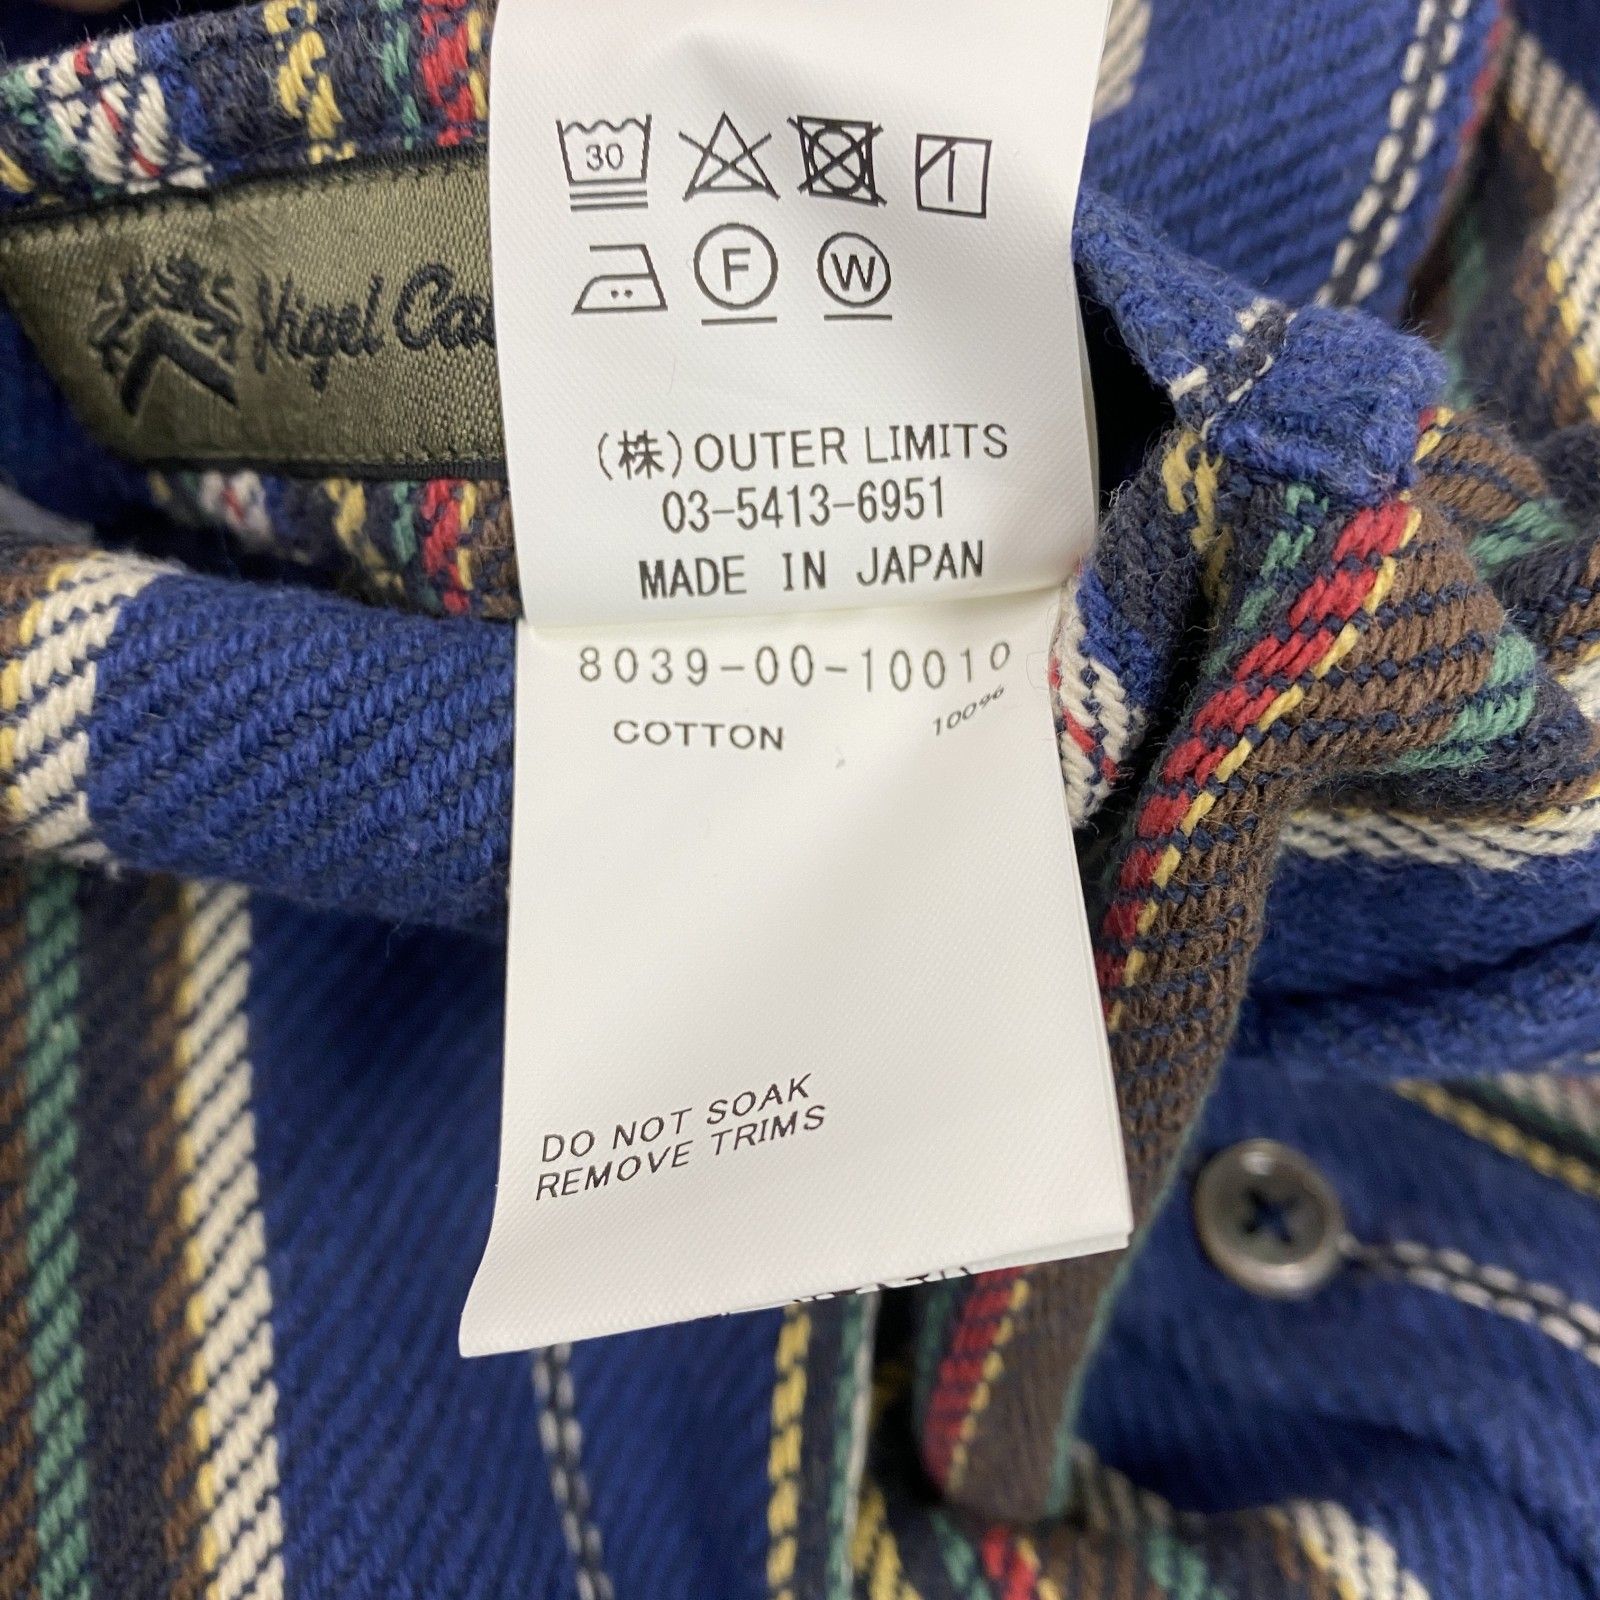 30
F W
Nigel
(株)OUTER LIMITS
03-5413-6951
MADE IN JAPAN
8039-00-10010
COTTON 100%
DO NOT SOAK
REMOVE TRIMS